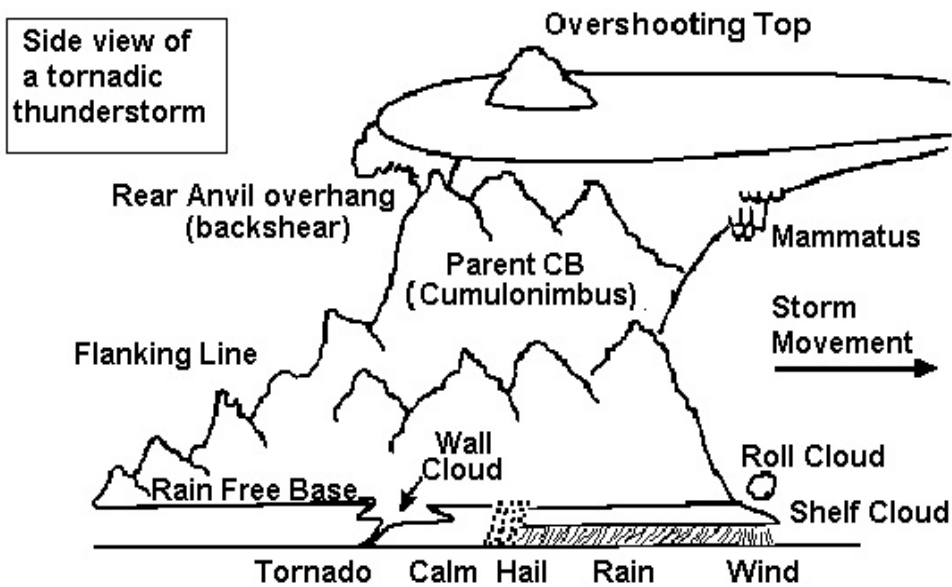 Side view of
a tornadic
thunderstorm
Overshooting Top
Rear Anvil overhang
(backshear)
Mammatus
Parent CB
(Cumulonimbus)
Storm
Movement
Flanking Line
Wall
Cloud
Roll Cloud
Rain Free Base
Shelf Cloud
Tornado Calm Hail Rain Wind